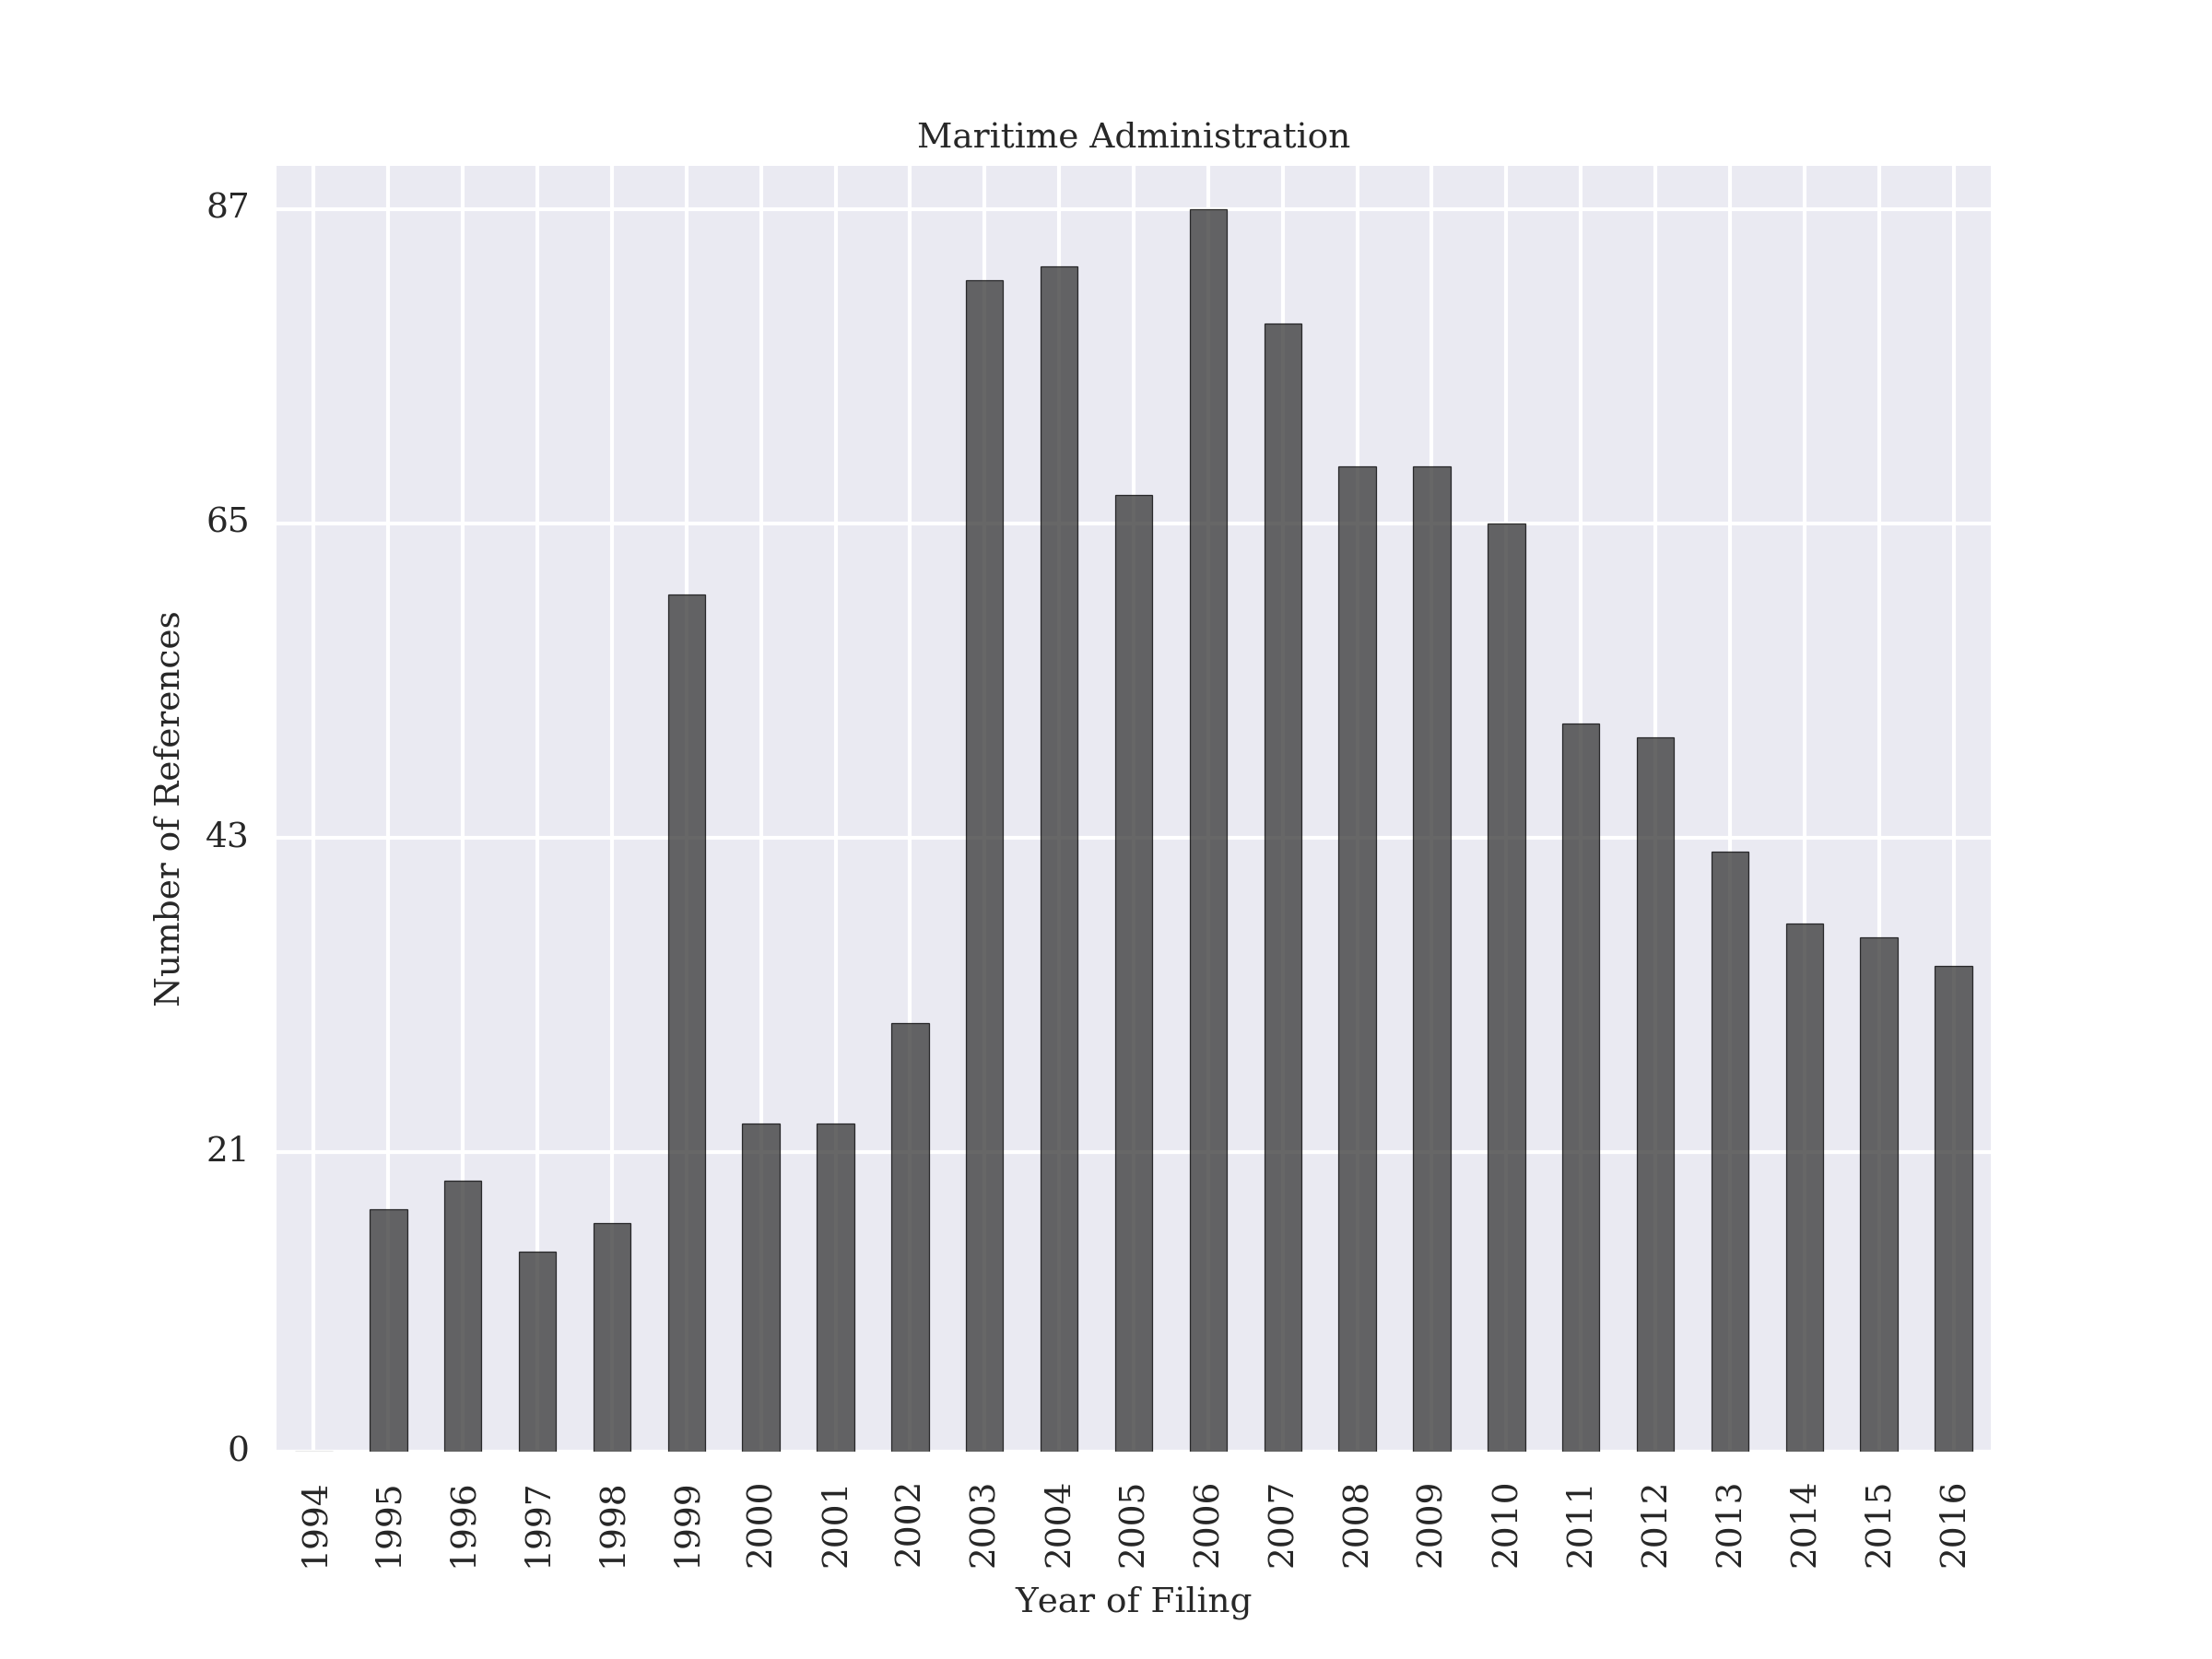 Maritime Administration
87
65
43
21
0
Number of References
1994 1995 1996 1997 1998 1999 2000 2001 2002 2003 2004 2005 2006 2007 2008 2009 2010 2011 2012 2013 2014 2015 2016
Year of Filing